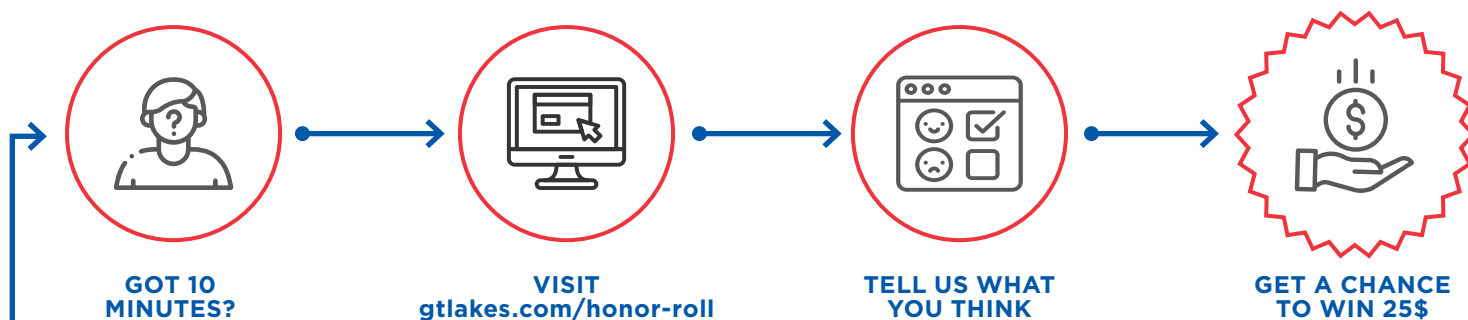 GOT 10
MINUTES?
VISIT
gtlakes.com/honor-roll
TELL US WHAT
YOU THINK
GET A CHANCE
TO WIN 25$